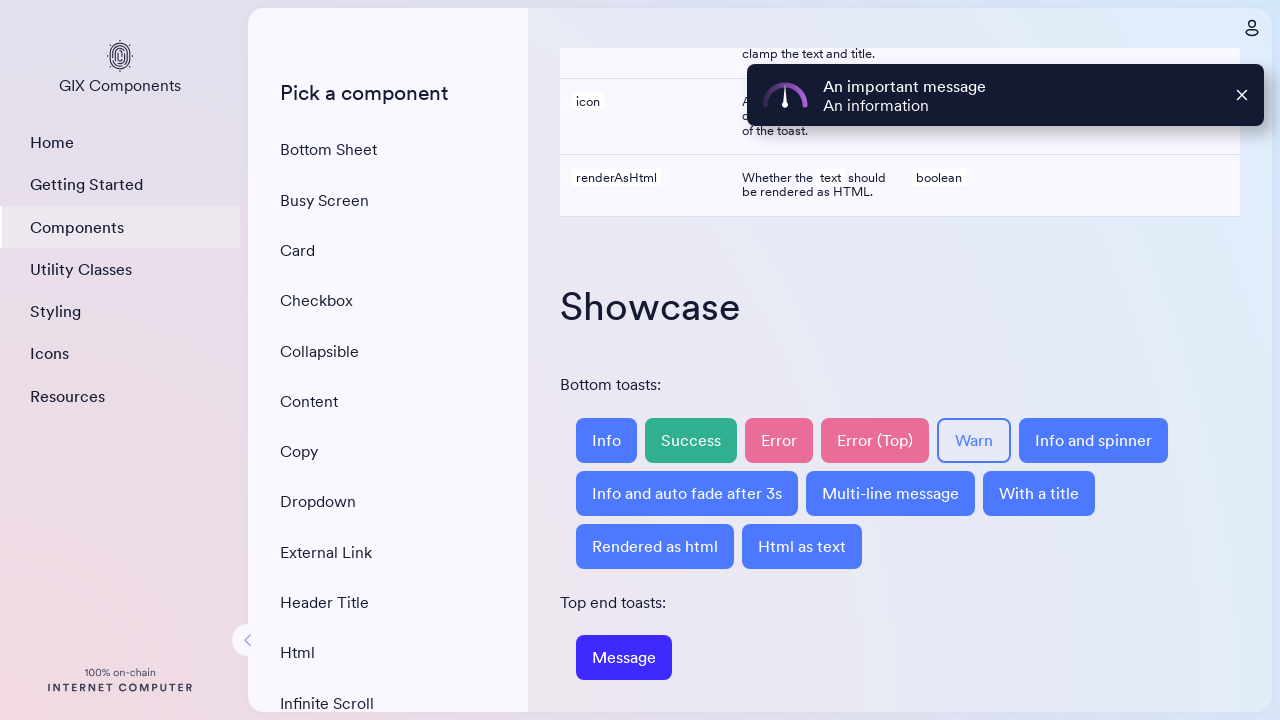 GIX Components
Home
Getting Started
Components
Utility Classes
Styling
Icons
Resources
100% on-chain
INTERNET COMPUTER
Pick a component
Bottom Sheet
Busy Screen
Card
Checkbox
Collapsible
Content
Copy
Dropdown
External Link
Header Title
Html
Infinite Scroll
clamp the text and title.
An important message
An information
icon
of the toast.
renderAsHtml
Whether the text should
be rendered as HTML.
boolean
Showcase
Bottom toasts:
Info
Success
Error
Error (Top)
Warn
Info and spinner
Info and auto fade after 3s
Multi-line message
With a title
Rendered as html
Html as text
Top end toasts:
Message